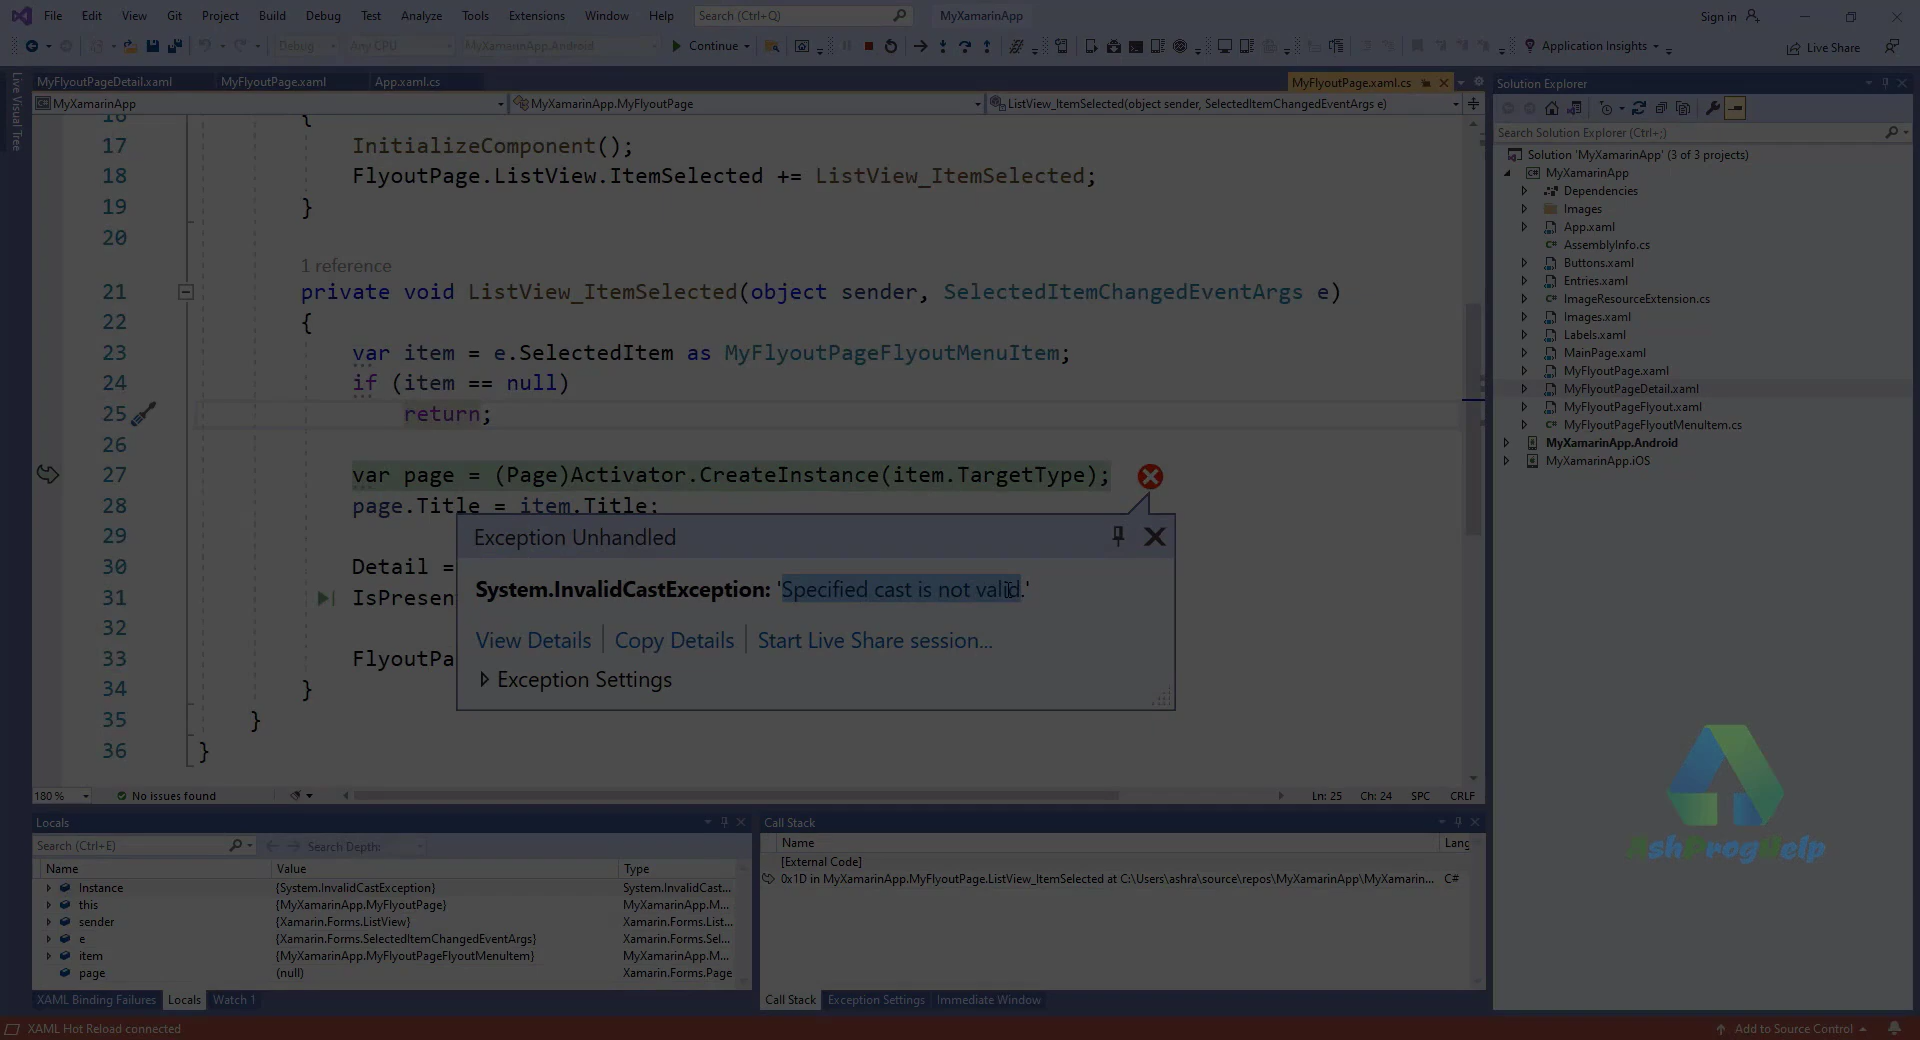 File Edit View Git Project Build Debug Test Analyze Tools Extensions Window Help Search (Ctrl+Q) MyXamarinApp Sign in
Debug Any CPU MyXamarinApp.Android Continue Application Insights Live Share
MyFlyoutPageDetail.xaml MyFlyoutPage.xaml App.xaml.cs MyFlyoutPage.xaml.cs
MyXamarinApp MyXamarinApp.MyFlyoutPage ListView_ItemSelected(object sender, SelectedItemChangedEventArgs e)
Live Visual Tree
16 {
17 InitializeComponent();
18 FlyoutPage.ListView.ItemSelected += ListView_ItemSelected;
19 }
20
1 reference
21 private void ListView_ItemSelected(object sender, SelectedItemChangedEventArgs e)
22 {
23 var item = e.SelectedItem as MyFlyoutPageFlyoutMenuItem;
24 if (item == null)
25 return;
26
27 var page = (Page)Activator.CreateInstance(item.TargetType);
28 page.Title = item.Title;
29
30 Detail =
31 IsPresen
32
33 FlyoutPa
34 }
35 }
36 }
Exception Unhandled
System.InvalidCastException: 'Specified cast is not valid.'
View Details Copy Details Start Live Share session...
Exception Settings
180 % No issues found Ln: 25 Ch: 24 SPC CRLF
Solution Explorer
Search Solution Explorer (Ctrl+;)
Solution 'MyXamarinApp' (3 of 3 projects)
MyXamarinApp
Dependencies
Images
App.xaml
AssemblyInfo.cs
Buttons.xaml
Entries.xaml
ImageResourceExtension.cs
Images.xaml
Labels.xaml
MainPage.xaml
MyFlyoutPage.xaml
MyFlyoutPageDetail.xaml
MyFlyoutPageFlyout.xaml
MyFlyoutPageFlyoutMenuItem.cs
MyXamarinApp.Android
MyXamarinApp.iOS
AshProgHelp
Locals
Search (Ctrl+E) Search Depth:
Name Value Type
Instance {System.InvalidCastException} System.InvalidCast...
this {MyXamarinApp.MyFlyoutPage} MyXamarinApp.M...
sender {Xamarin.Forms.ListView} Xamarin.Forms.List...
e {Xamarin.Forms.SelectedItemChangedEventArgs} Xamarin.Forms.Sel...
item {MyXamarinApp.MyFlyoutPageFlyoutMenuItem} MyXamarinApp.M...
page (null) Xamarin.Forms.Page
XAML Binding Failures Locals Watch 1
Call Stack
Name Lang
[External Code]
0x1D in MyXamarinApp.MyFlyoutPage.ListView_ItemSelected at C:\Users\ashra\source\repos\MyXamarinApp\MyXamarin... C#
Call Stack Exception Settings Immediate Window
XAML Hot Reload connected Add to Source Control